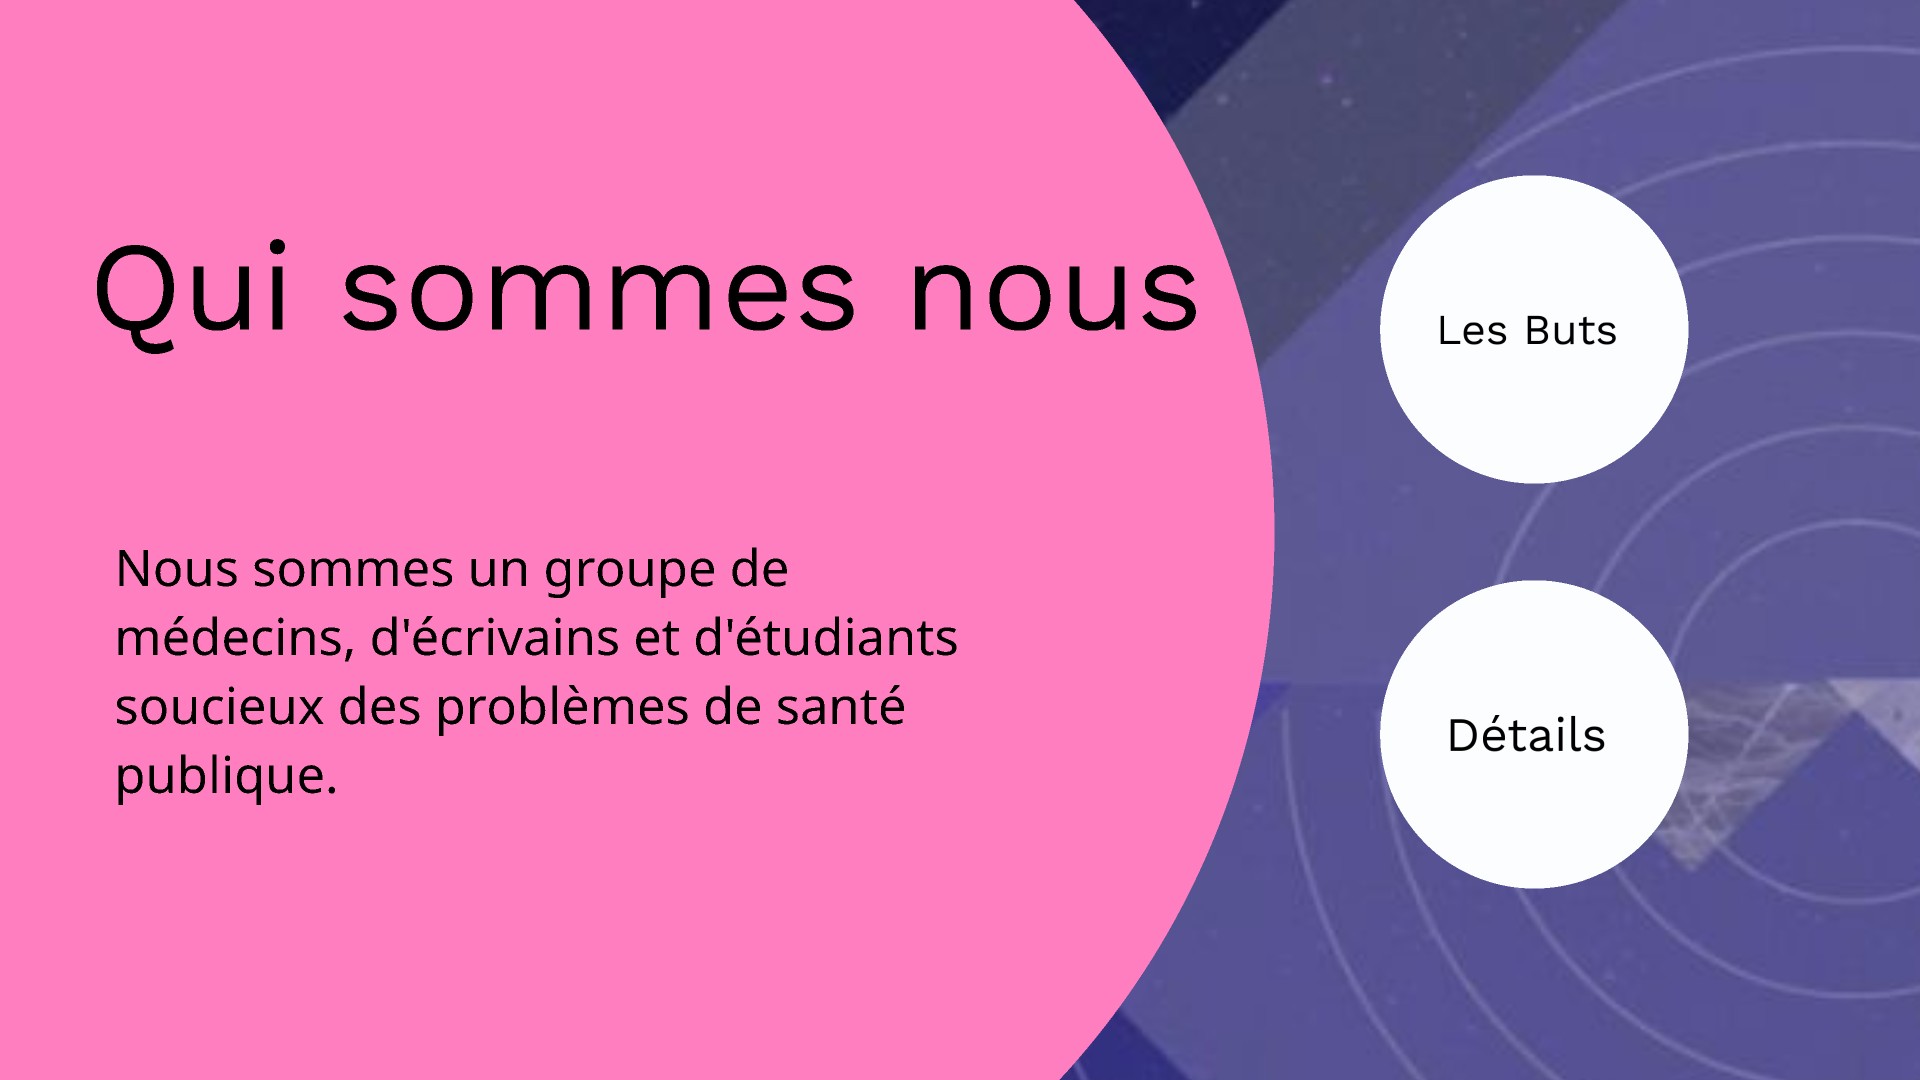 Qui sommes nous
Nous sommes un groupe de
médecins, d'écrivains et d'étudiants
soucieux des problèmes de santé
publique.
Les Buts
Détails